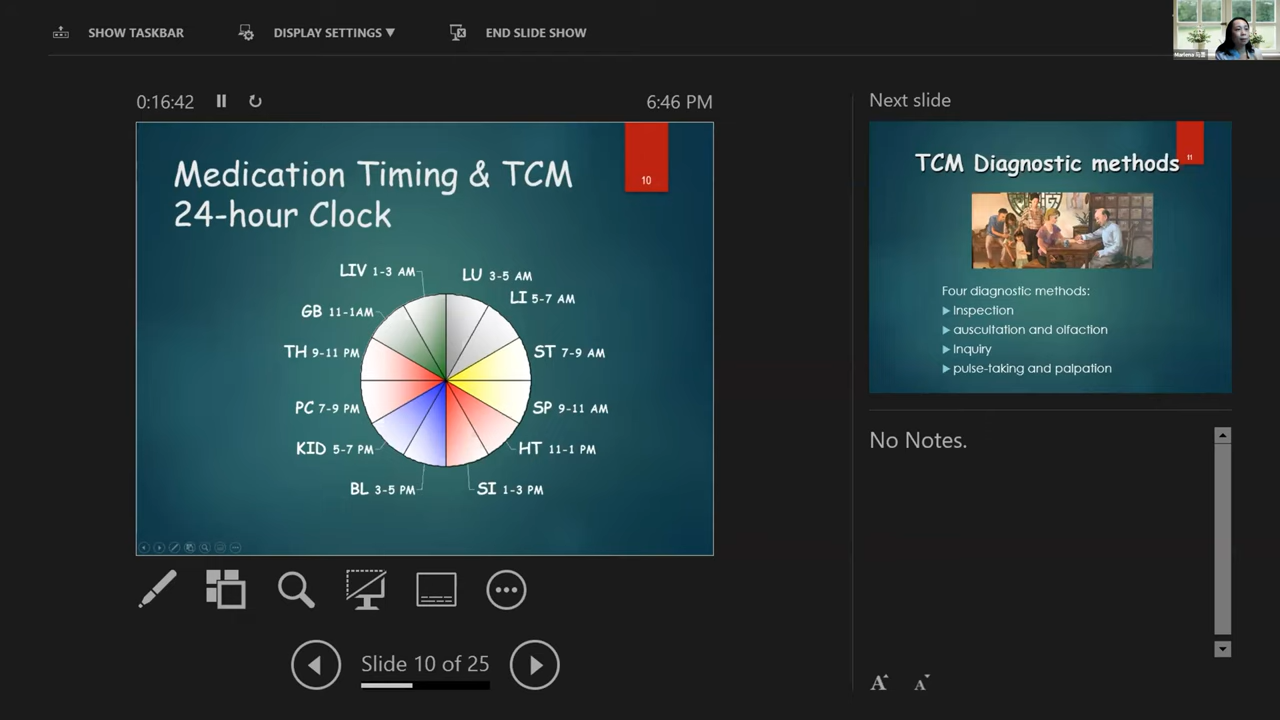 SHOW TASKBAR
DISPLAY SETTINGS ▼
END SLIDE SHOW
0:16:42
6:46 PM
Medication Timing & TCM
24-hour Clock
10
LIV 1-3 AM
LU 3-5 AM
LI 5-7 AM
GB 11-1AM
TH 9-11 PM
ST 7-9 AM
PC 7-9 PM
SP 9-11 AM
KID 5-7 PM
HT 11-1 PM
BL 3-5 PM
SI 1-3 PM
Slide 10 of 25
Next slide
TCM Diagnostic methods
11
Four diagnostic methods:
Inspection
auscultation and olfaction
Inquiry
pulse-taking and palpation
No Notes.
A
A